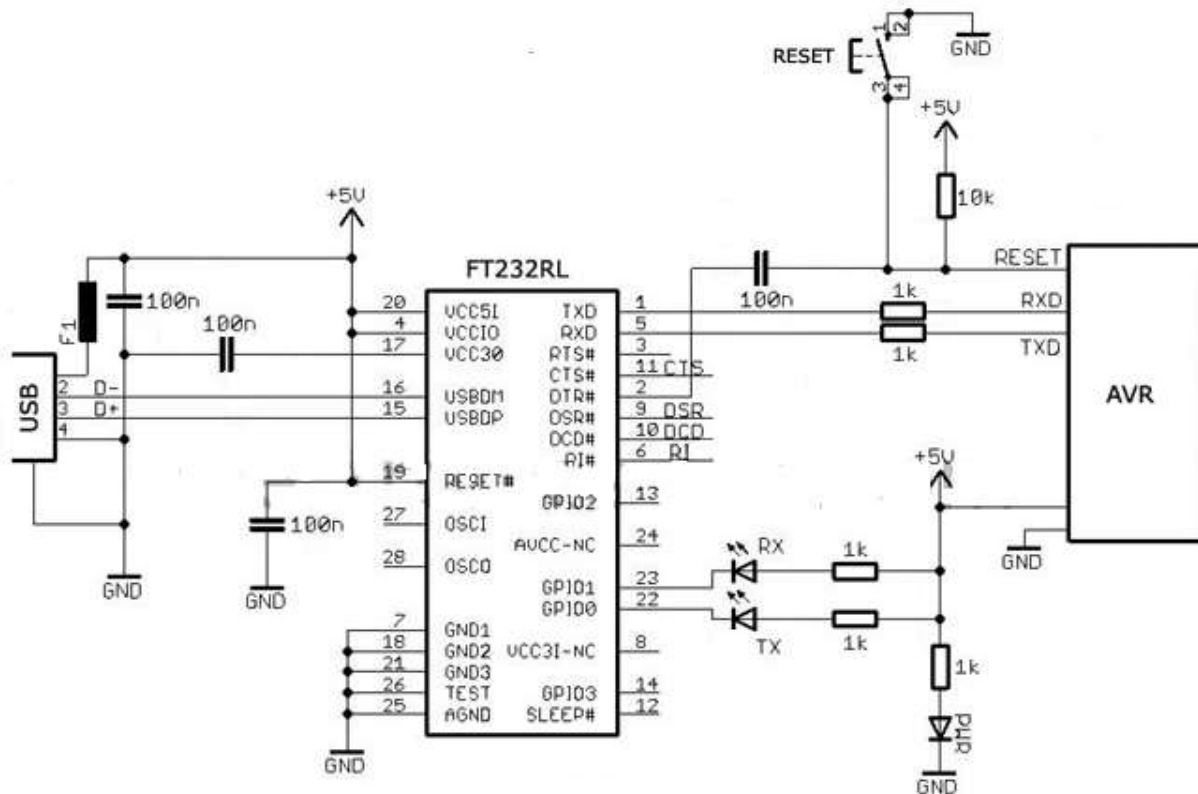 1 2
GND
RESET
3 4
+5V
10k
+5V
FT232RL
100n
RESET
100n
1k
RXD
1k
TXD
AVR
F1
100n
100n
USB
2 D-
3 D+
4
20 VCC5I TXD 1
4 VCCIO RXD 5
17 VCC30 RTS# 3
CTS# 11 CTS
16 USBDM DTR# 2
15 USBDP DSR# 9 DSR
DCD# 10 DCD
RI# 6 RI
19 RESET#
GPIO2 13
27 OSCI
AVCC-NC 24
28 OSCO
GPIO1 23
GPIO0 22
7 GND1
18 GND2 VCC3I-NC 8
21 GND3
26 TEST GPIO3 14
25 AGND SLEEP# 12
100n
GND
GND
GND
+5V
GND
RX 1k
TX 1k
1k
PWR
GND